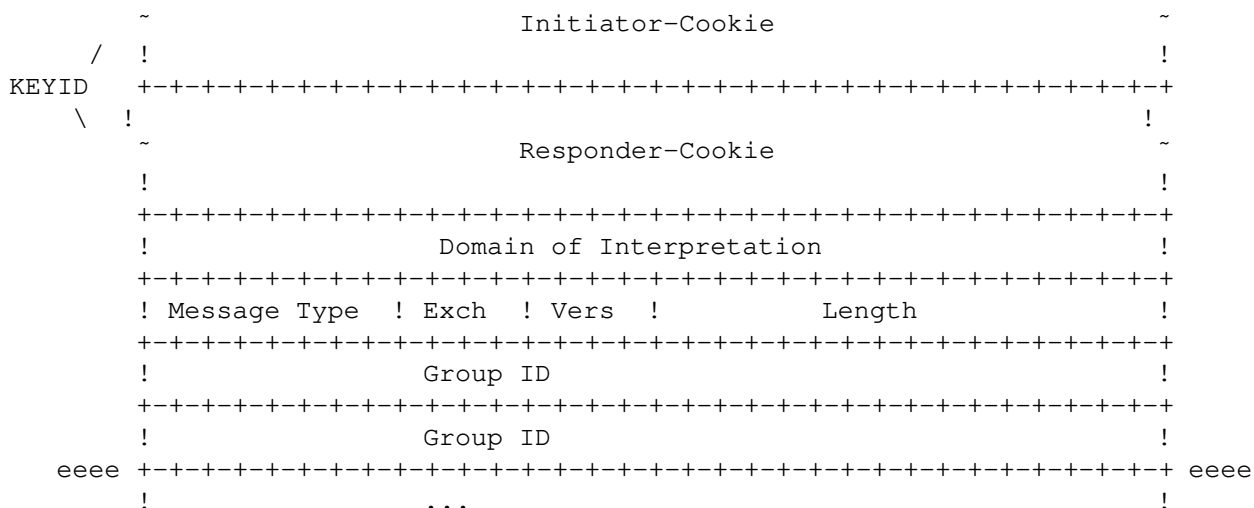 ~ Initiator-Cookie ~
/ ! !
KEYID +-+-+-+-+-+-+-+-+-+-+-+-+-+-+-+-+-+-+-+-+-+-+-+-+-+-+-+-+-+-+-+-+
\ ! !
~ Responder-Cookie ~
! !
+-+-+-+-+-+-+-+-+-+-+-+-+-+-+-+-+-+-+-+-+-+-+-+-+-+-+-+-+-+-+-+-+
! Domain of Interpretation !
+-+-+-+-+-+-+-+-+-+-+-+-+-+-+-+-+-+-+-+-+-+-+-+-+-+-+-+-+-+-+-+-+
! Message Type ! Exch ! Vers ! Length !
+-+-+-+-+-+-+-+-+-+-+-+-+-+-+-+-+-+-+-+-+-+-+-+-+-+-+-+-+-+-+-+-+
! Group ID !
+-+-+-+-+-+-+-+-+-+-+-+-+-+-+-+-+-+-+-+-+-+-+-+-+-+-+-+-+-+-+-+-+
! Group ID !
eeee +-+-+-+-+-+-+-+-+-+-+-+-+-+-+-+-+-+-+-+-+-+-+-+-+-+-+-+-+-+-+-+-+ eeee
! ... !